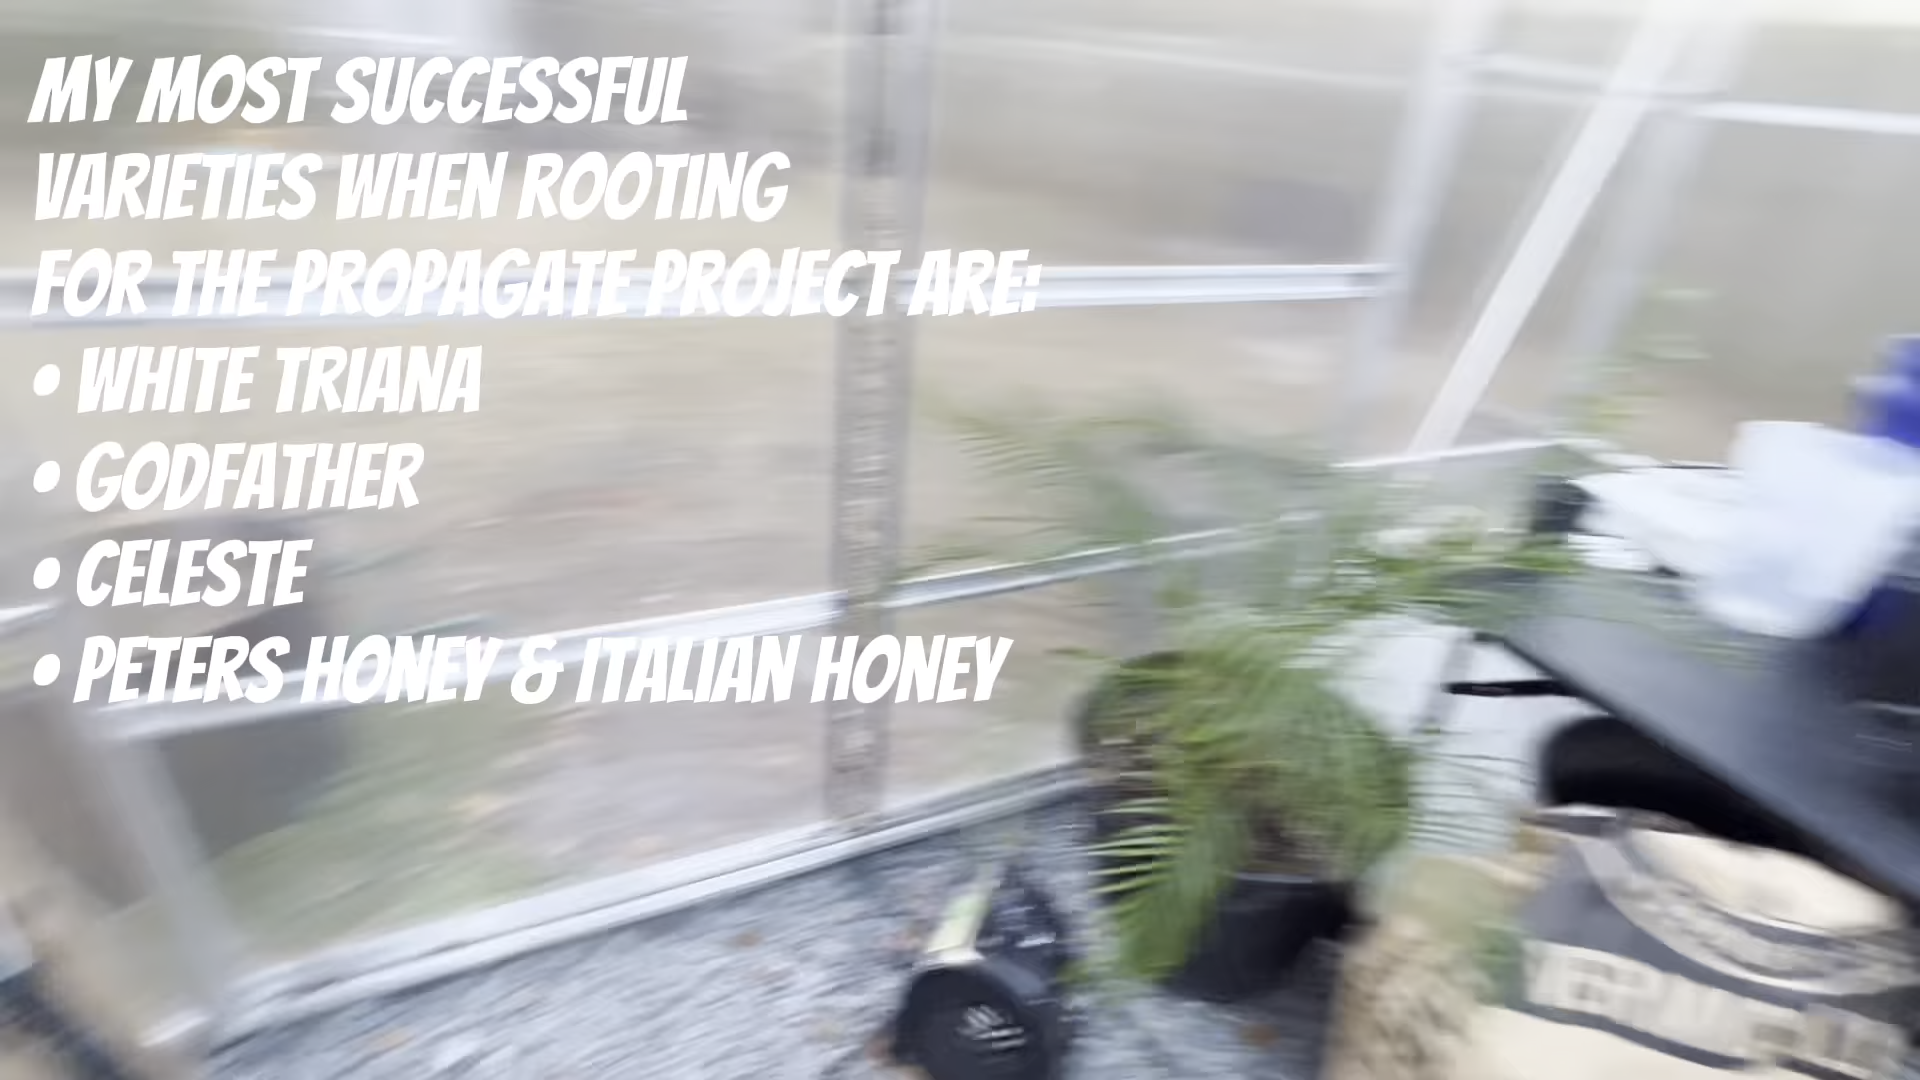 MY MOST SUCCESSFUL
VARIETIES WHEN ROOTING
FOR THE PROPAGATE PROJECT ARE:
• WHITE TRIANA
• GODFATHER
• CELESTE
• PETERS HONEY & ITALIAN HONEY